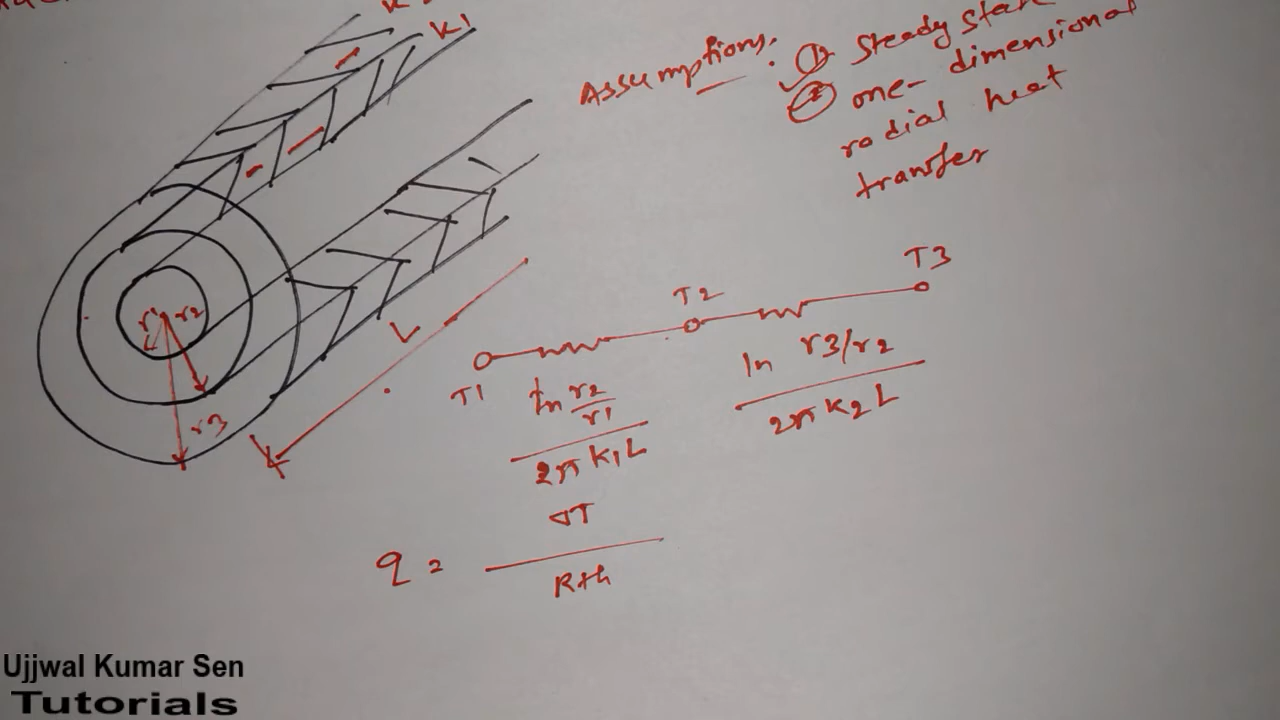 K1
Assumptions.
① Steady state
② one-dimensional
radial heat
transfer
r1 r2
r3
L
T1
T2
T3
ln r2/r1
2π K1 L
ln r3/r2
2π K2 L
q = ΔT
Rth
Ujjwal Kumar Sen
Tutorials